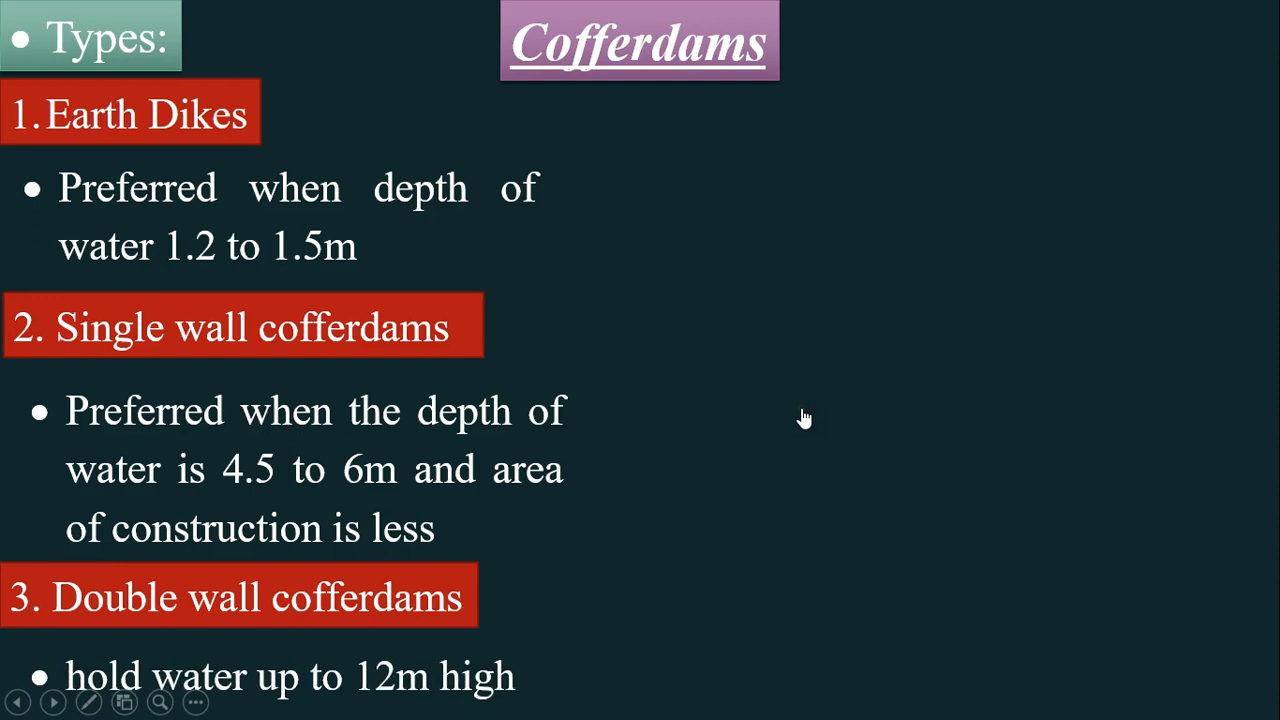 Cofferdams
• Types:
1. Earth Dikes
• Preferred when depth of
water 1.2 to 1.5m
2. Single wall cofferdams
• Preferred when the depth of
water is 4.5 to 6m and area
of construction is less
3. Double wall cofferdams
• hold water up to 12m high